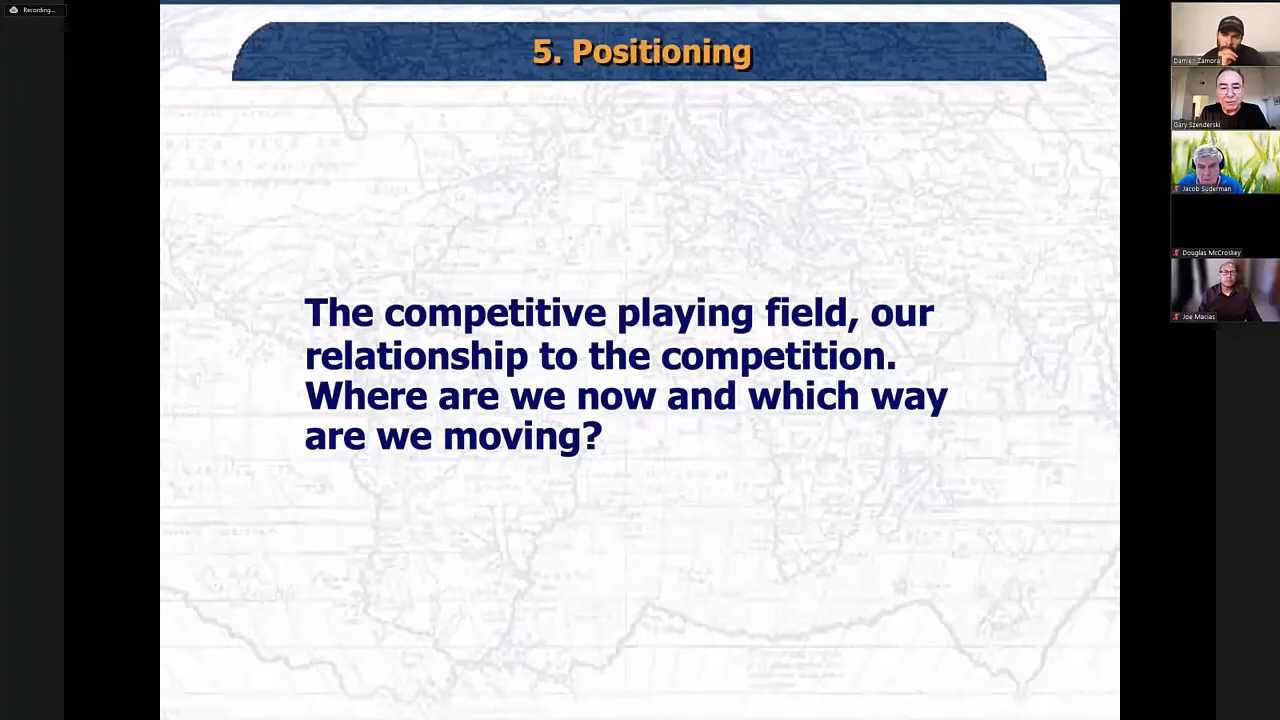 Recording...
5. Positioning
The competitive playing field, our
relationship to the competition.
Where are we now and which way
are we moving?
Damien Zamora
Gary Szenderski
Jacob Suderman
Douglas McCroskey
Joe Macias